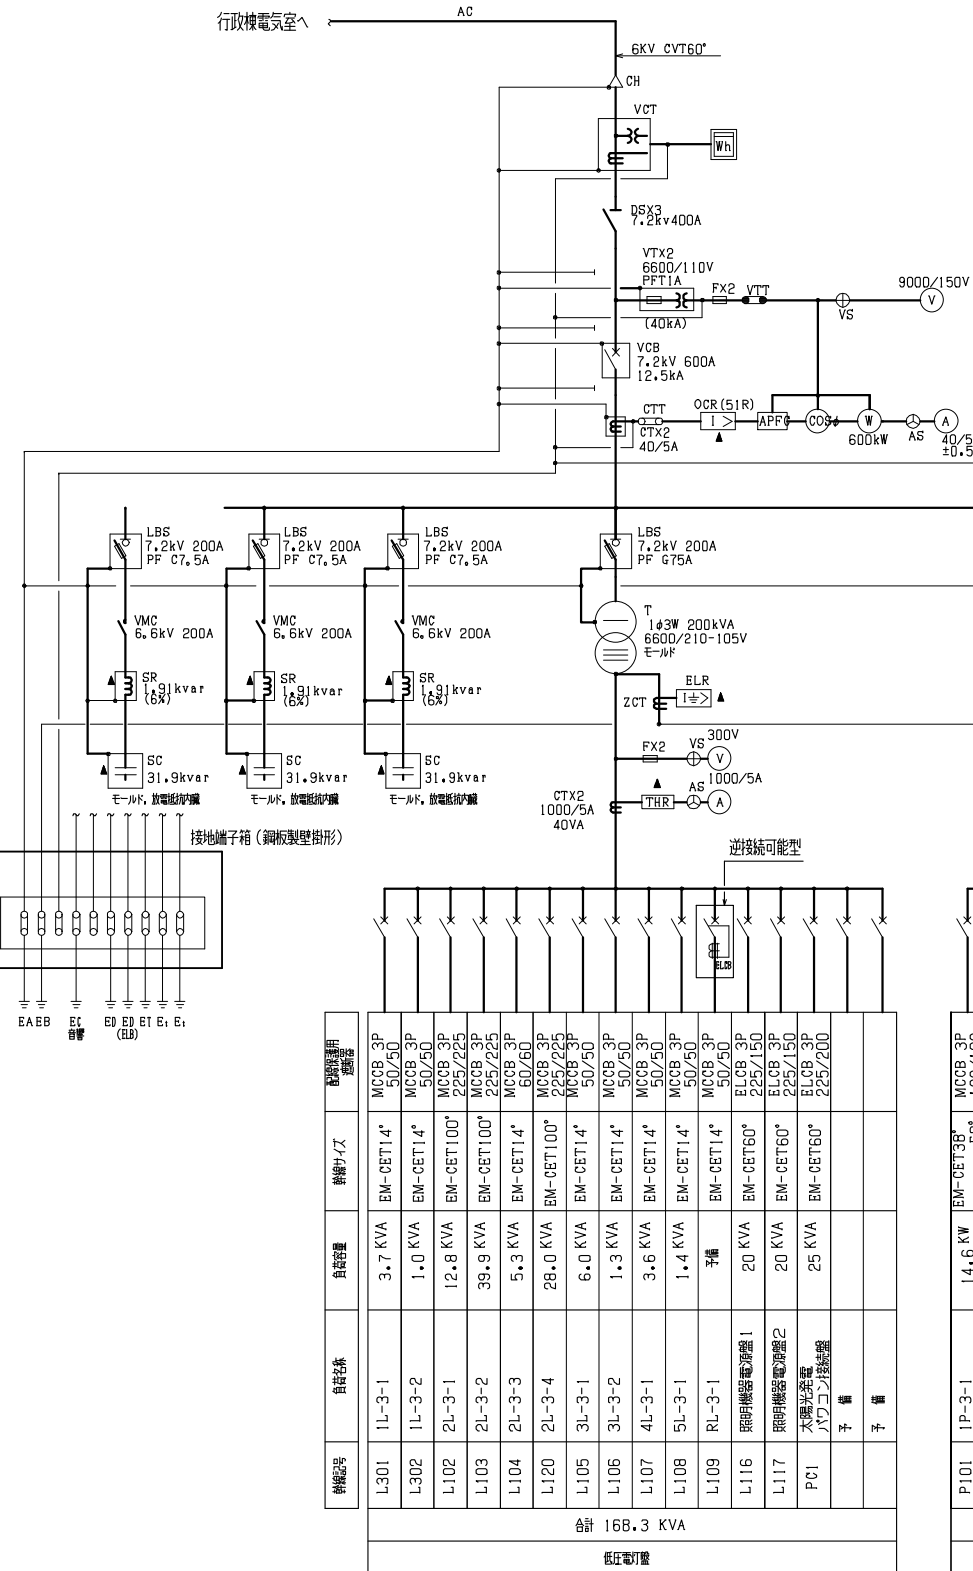 行政棟電気室へ
AC
6KV CVT60°
CH
VCT
Wh
DSX3
7.2kv400A
VTX2
6600/110V
PFT1A
(40kA)
FX2
VTT
VS
9000/150V
V
VCB
7.2kV 600A
12.5kA
CTT
CTX2
40/5A
OCR(51R)
I >
APFC
COSφ
W
600kW
AS
A
40/5
±0.5
LBS
7.2kV 200A
PF C7.5A
LBS
7.2kV 200A
PF C7.5A
LBS
7.2kV 200A
PF C7.5A
LBS
7.2kV 200A
PF G75A
VMC
6.6kV 200A
VMC
6.6kV 200A
VMC
6.6kV 200A
T
1φ3W 200kVA
6600/210-105V
モールド
SR
1.91kvar
(6%)
SR
1.91kvar
(6%)
SR
1.91kvar
(6%)
ZCT
ELR
SC
31.9kvar
SC
31.9kvar
SC
31.9kvar
モールド, 放電抵抗内臓
モールド, 放電抵抗内臓
モールド, 放電抵抗内臓
FX2
VS
300V
V
CTX2
1000/5A
40VA
THR
AS
1000/5A
A
接地端子箱(鋼板製壁掛形)
逆接続可能型
ELCB
EA
EB
EC
音響
ED
ED
(ELB)
ET
Et
Et
配線保護用
遮断器
MCCB 3P
50/50
MCCB 3P
50/50
MCCB 3P
225/225
MCCB 3P
225/225
MCCB 3P
60/60
MCCB 3P
225/225
MCCB 3P
50/50
MCCB 3P
50/50
MCCB 3P
50/50
MCCB 3P
50/50
MCCB 3P
50/50
ELCB 3P
225/150
ELCB 3P
225/150
ELCB 3P
225/200
MCCB 3P
幹線サイズ
EM-CET14°
EM-CET14°
EM-CET100°
EM-CET100°
EM-CET14°
EM-CET100°
EM-CET14°
EM-CET14°
EM-CET14°
EM-CET14°
EM-CET14°
EM-CET60°
EM-CET60°
EM-CET60°
EM-CET38°
負荷容量
3.7 KVA
1.0 KVA
12.8 KVA
39.9 KVA
5.3 KVA
28.0 KVA
6.0 KVA
1.3 KVA
3.6 KVA
1.4 KVA
予備
20 KVA
20 KVA
25 KVA
14.6 KW
負荷名称
1L-3-1
1L-3-2
2L-3-1
2L-3-2
2L-3-3
2L-3-4
3L-3-1
3L-3-2
4L-3-1
5L-3-1
RL-3-1
照明機器電源盤1
照明機器電源盤2
太陽光発電
パワコン接続盤
予 備
予 備
1P-3-1
幹線記号
L301
L302
L102
L103
L104
L120
L105
L106
L107
L108
L109
L116
L117
PC1
P101
合計 168.3 KVA
低圧電灯盤